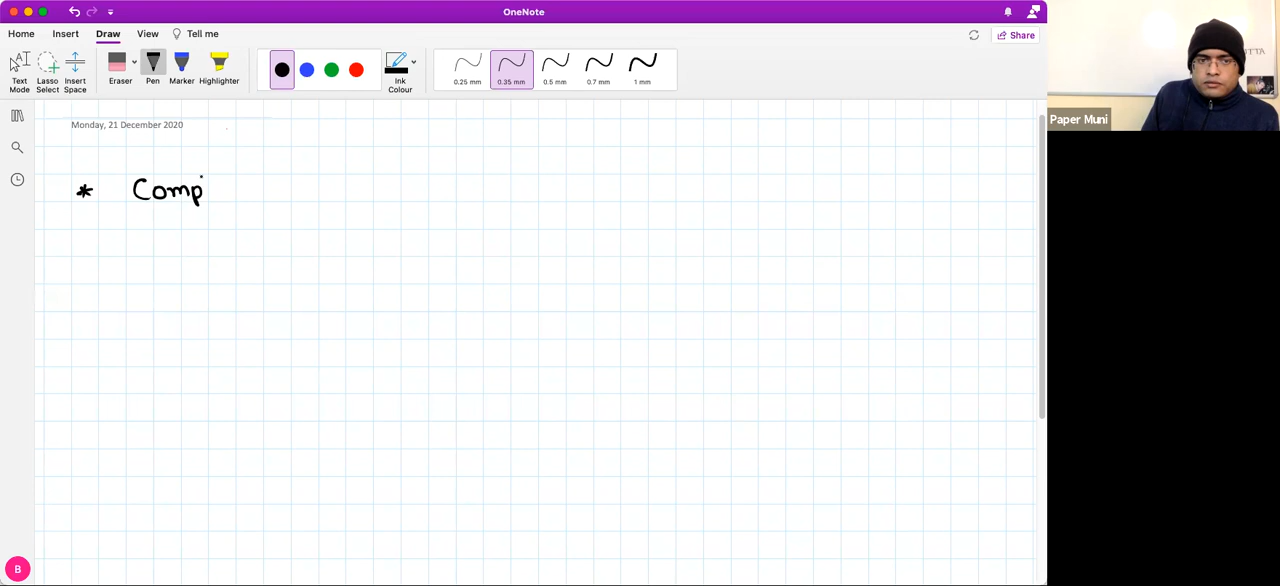 OneNote
Home Insert Draw View Tell me
Share
Text Mode
Lasso Select
Insert Space
Eraser
Pen
Marker
Highlighter
Ink Colour
0.25 mm 0.35 mm 0.5 mm 0.7 mm 1 mm
Monday, 21 December 2020
* Comp
B
Paper Muni